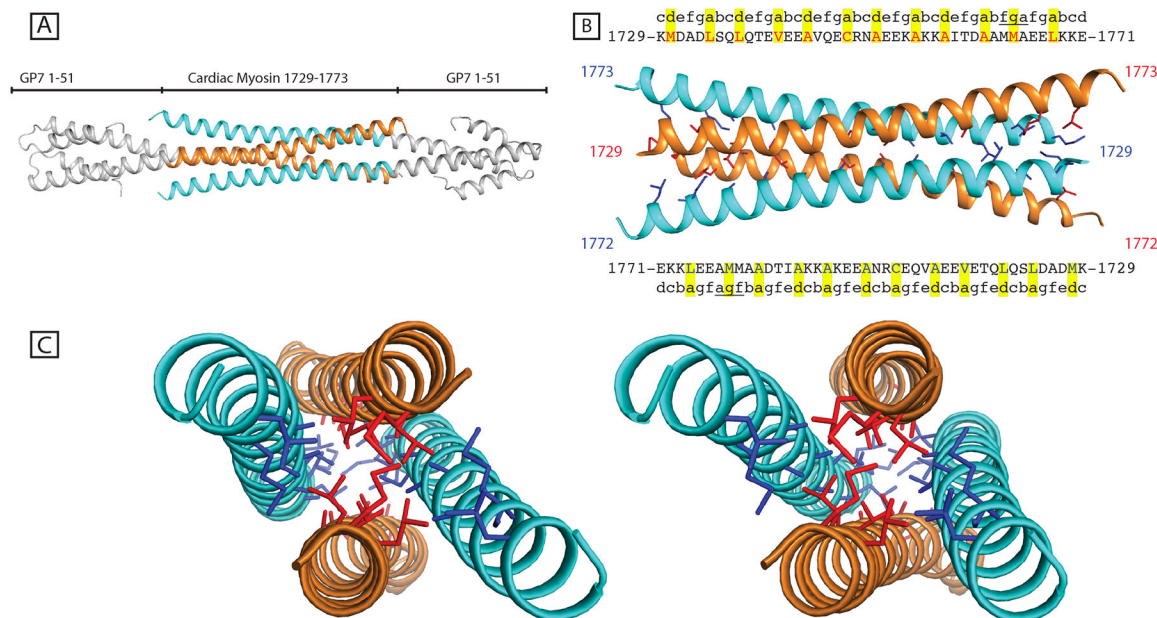 A
GP7 1-51 Cardiac Myosin 1729-1773 GP7 1-51
B
cdefgabcdefgabcdefgabcdefgabcdefgabfgafgabcd
1729–KMDADLSQLQTEVEEAVQECRNAEEKAKKAITDAAMMAEELKKE–1771
1773 1773
1729 1729
1772 1772
1771–EKKLEEAMMAADTIAKKAKEEANRCEQVAEEVETQLQSLDADMK–1729
dcbagfagfbagfedcbagfedcbagfedcbagfedcbagfedc
C